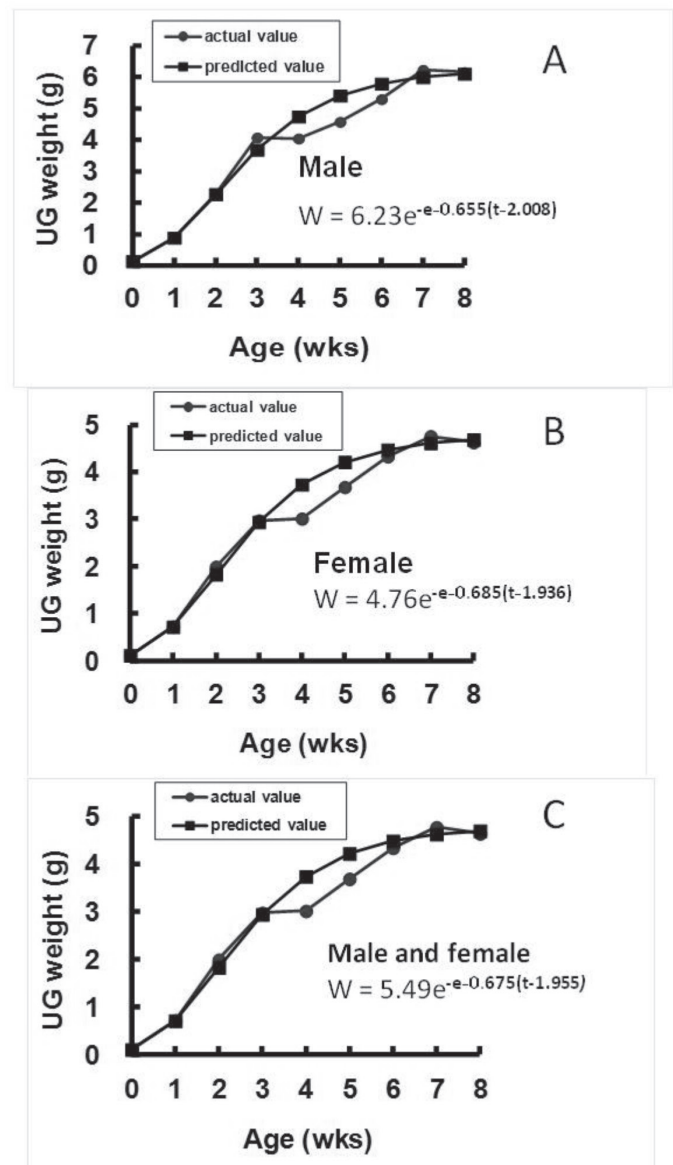 actual value
predicted value
A
7
6
5
4
3
2
1
0
UG weight (g)
Male
W = 6.23e-e-0.655(t-2.008)
0 1 2 3 4 5 6 7 8
Age (wks)
actual value
predicted value
B
5
4
3
2
1
0
UG weight (g)
Female
W = 4.76e-e-0.685(t-1.936)
0 1 2 3 4 5 6 7 8
Age (wks)
actual value
predicted value
C
5
4
3
2
1
0
UG weight (g)
Male and female
W = 5.49e-e-0.675(t-1.955)
0 1 2 3 4 5 6 7 8
Age (wks)